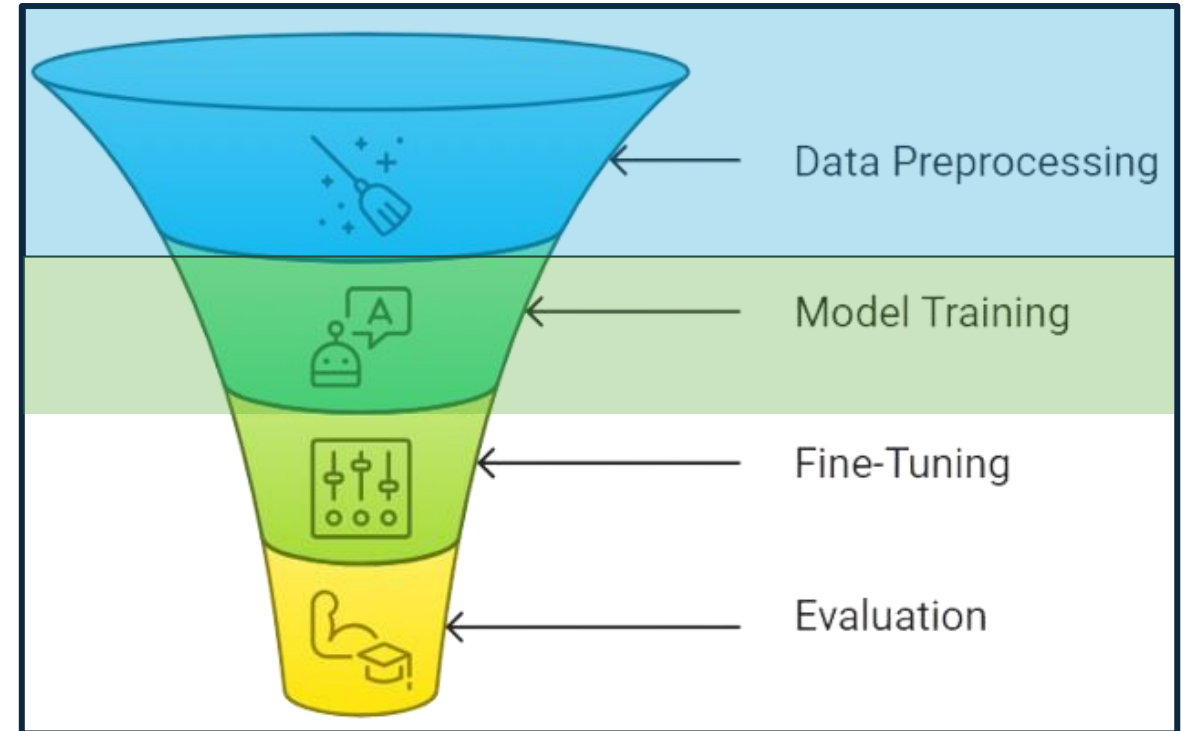 Data Preprocessing
A
Model Training
Fine-Tuning
Evaluation